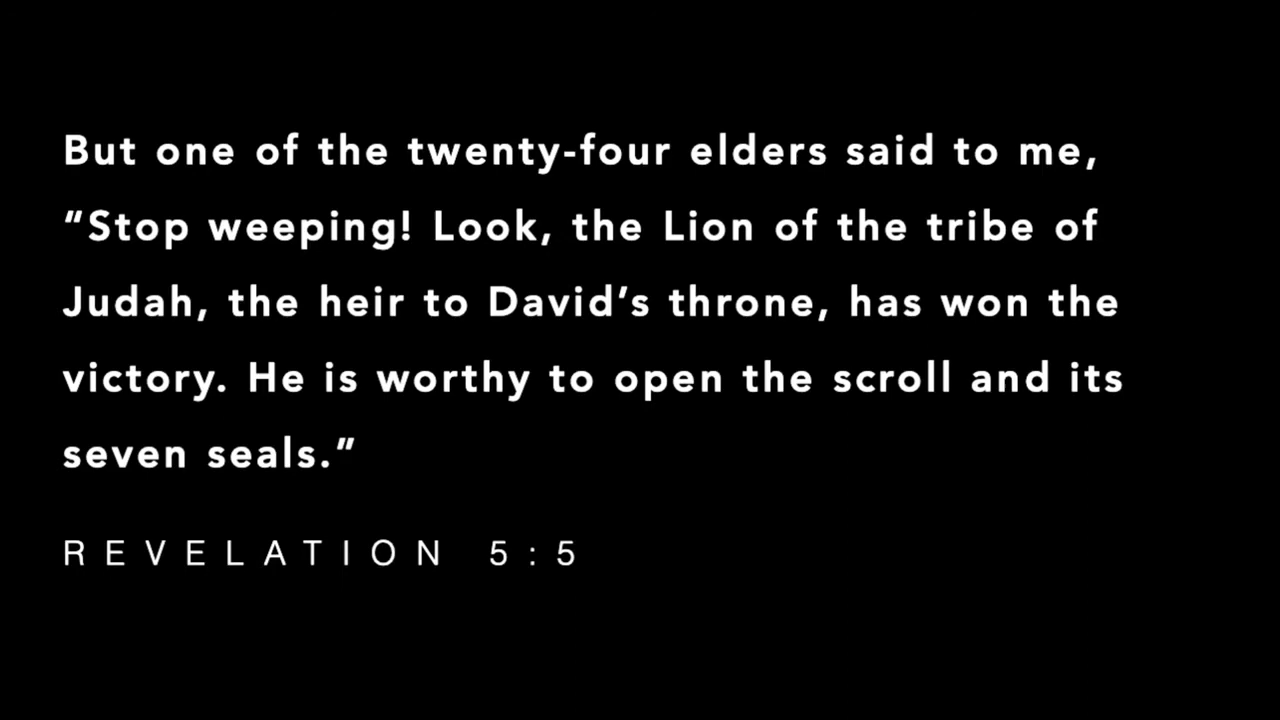 But one of the twenty-four elders said to me,
“Stop weeping! Look, the Lion of the tribe of
Judah, the heir to David’s throne, has won the
victory. He is worthy to open the scroll and its
seven seals.”
REVELATION 5:5